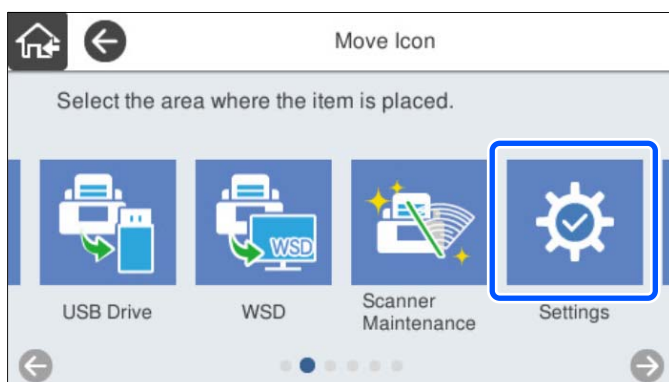 Move Icon
Select the area where the item is placed.
WSD
USB Drive
WSD
Scanner
Maintenance
Settings